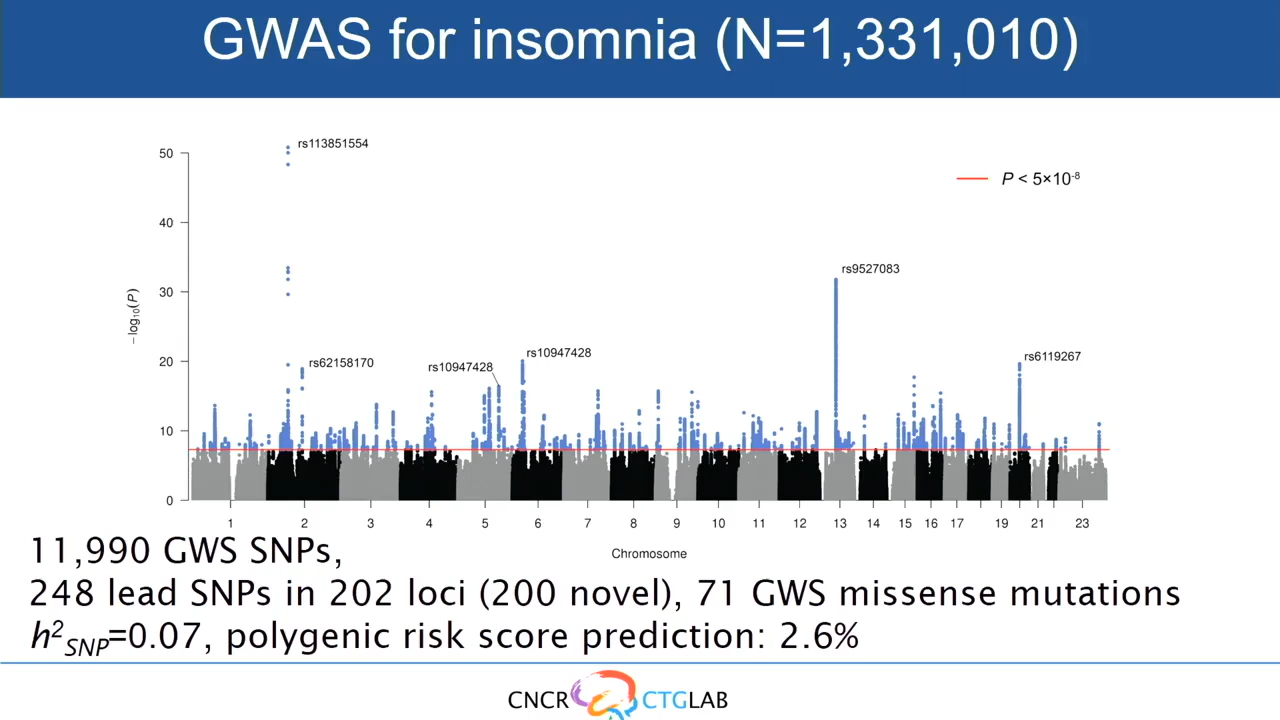 GWAS for insomnia (N=1,331,010)
rs113851554
P < 5×10⁻⁸
rs9527083
rs62158170
rs10947428
rs10947428
rs6119267
−log₁₀(P)
50
40
30
20
10
0
1 2 3 4 5 6 7 8 9 10 11 12 13 14 15 16 17 19 21 23
Chromosome
11,990 GWS SNPs,
248 lead SNPs in 202 loci (200 novel), 71 GWS missense mutations
h²SNP=0.07, polygenic risk score prediction: 2.6%
CNCR CTGLAB